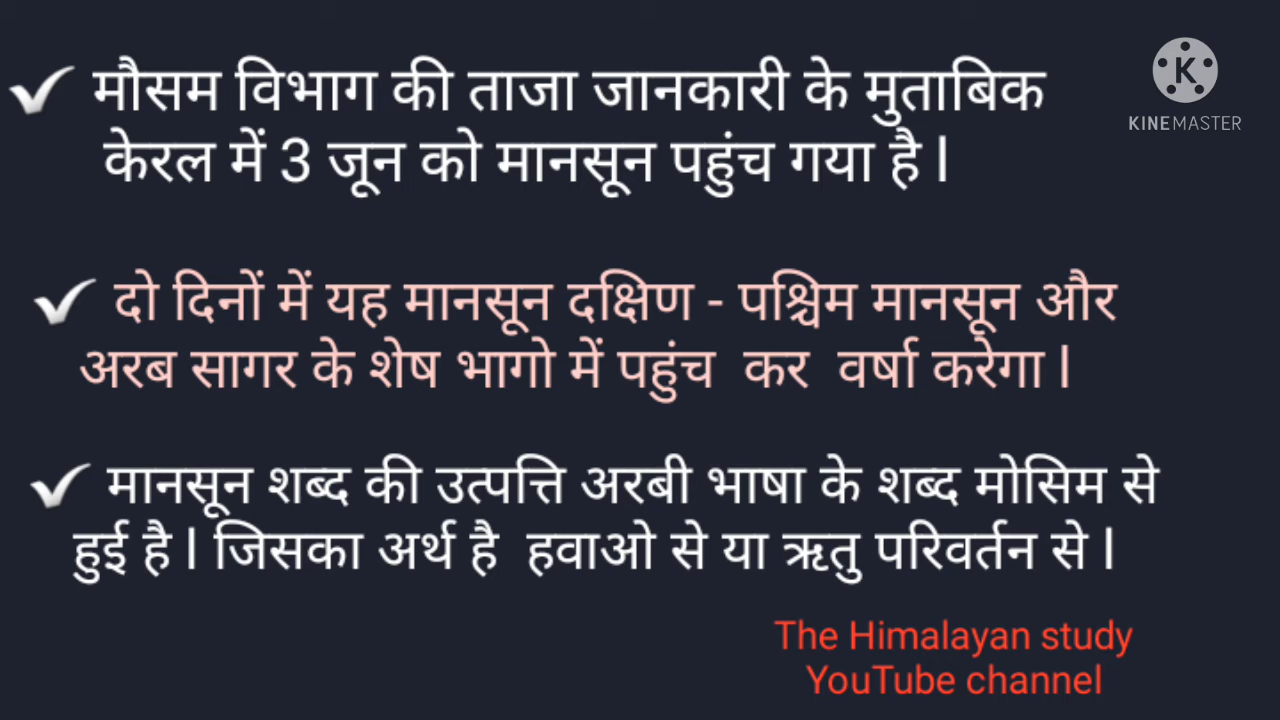 मौसम विभाग की ताजा जानकारी के मुताबिक
केरल में 3 जून को मानसून पहुंच गया है l
K
KINEMASTER
दो दिनों में यह मानसून दक्षिण - पश्चिम मानसून और
अरब सागर के शेष भागो में पहुंच कर वर्षा करेगा l
मानसून शब्द की उत्पत्ति अरबी भाषा के शब्द मोसिम से
हुई है l जिसका अर्थ है हवाओ से या ऋतु परिवर्तन से l
The Himalayan study
YouTube channel